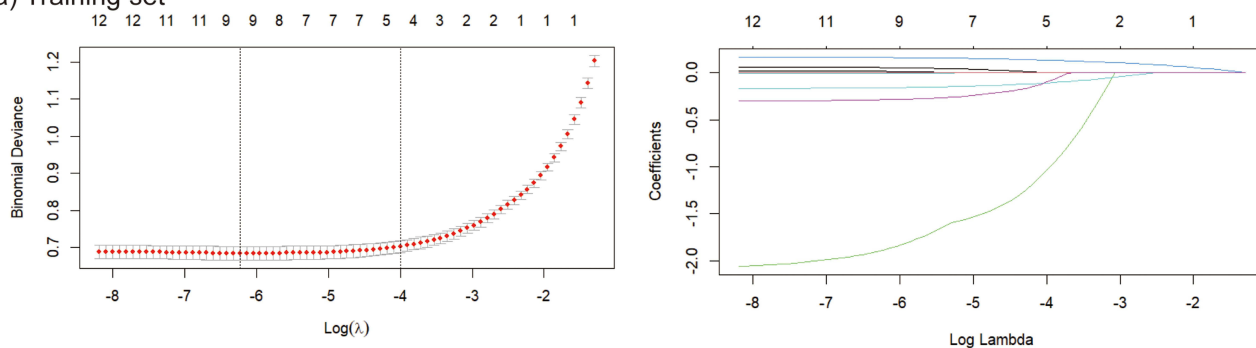 Training set
12 12 11 11 9 9 8 7 7 5 4 3 2 2 1 1 1
1.2
1.1
1.0
0.9
0.8
0.7
Binomial Deviance
-8 -7 -6 -5 -4 -3 -2
Log(λ)
12 11 9 7 5 2 1
0.0
-0.5
-1.0
-1.5
-2.0
Coefficients
-8 -7 -6 -5 -4 -3 -2
Log Lambda